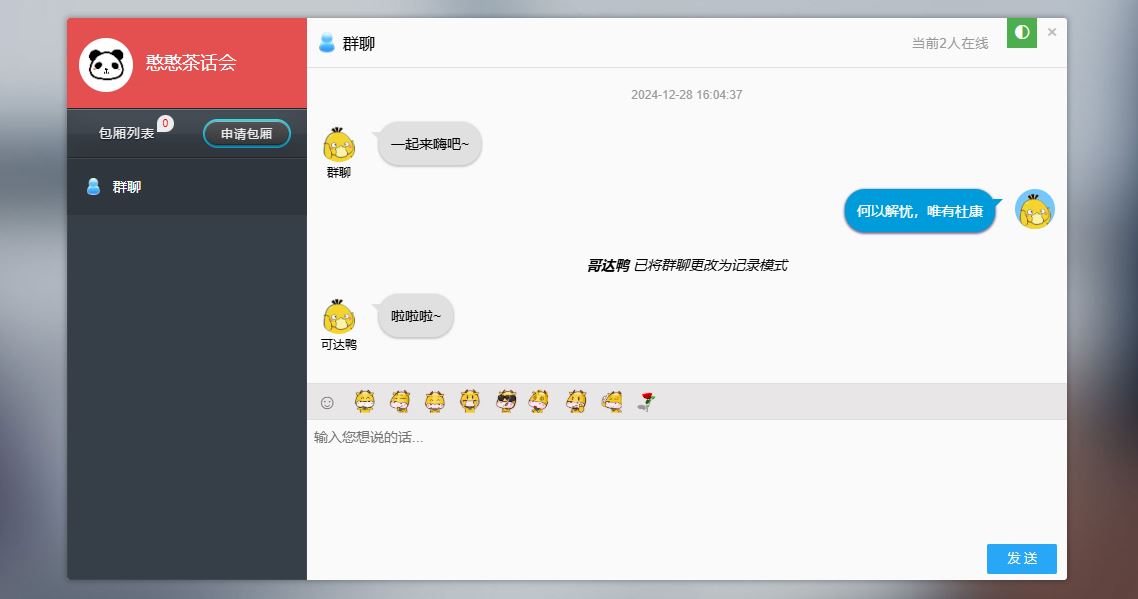 憨憨茶话会
包厢列表 0 申请包厢
群聊
群聊
当前2人在线
2024-12-28 16:04:37
一起来嗨吧~
群聊
何以解忧，唯有杜康
哥达鸭 已将群聊更改为记录模式
啦啦啦~
可达鸭
输入您想说的话...
发 送